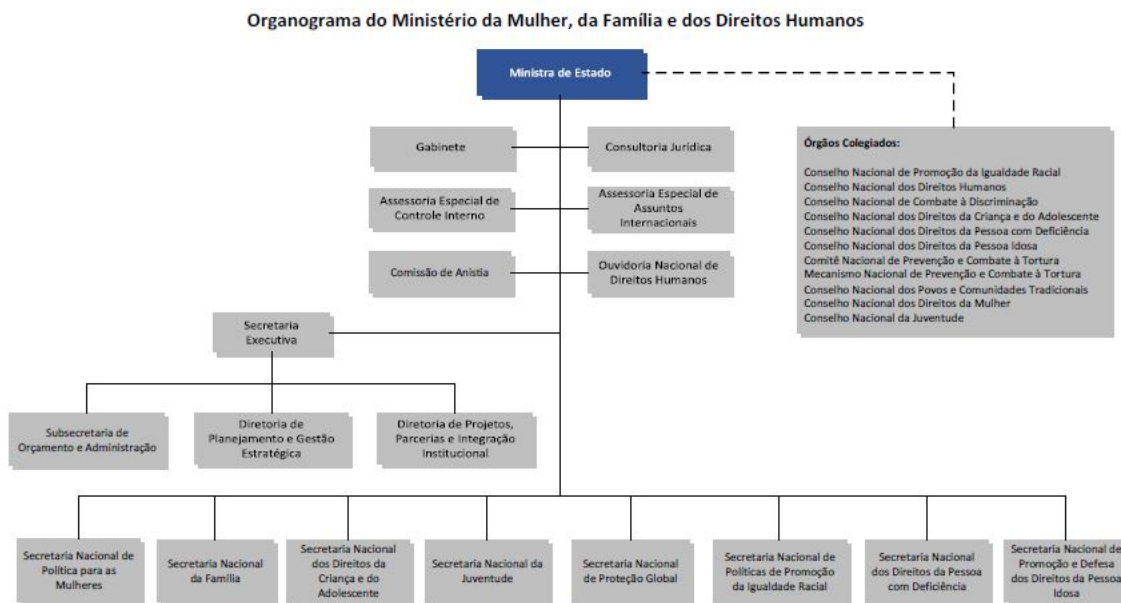 Organograma do Ministério da Mulher, da Família e dos Direitos Humanos
Ministra de Estado
Gabinete
Consultoria Jurídica
Assessoria Especial de
Controle Interno
Assessoria Especial de
Assuntos
Internacionais
Comissão de Anistia
Ouvidoria Nacional de
Direitos Humanos
Órgãos Colegiados:
Conselho Nacional de Promoção da Igualdade Racial
Conselho Nacional dos Direitos Humanos
Conselho Nacional de Combate à Discriminação
Conselho Nacional dos Direitos da Criança e do Adolescente
Conselho Nacional dos Direitos da Pessoa com Deficiência
Conselho Nacional dos Direitos da Pessoa Idosa
Comitê Nacional de Prevenção e Combate à Tortura
Mecanismo Nacional de Prevenção e Combate à Tortura
Conselho Nacional dos Povos e Comunidades Tradicionais
Conselho Nacional dos Direitos da Mulher
Conselho Nacional da Juventude
Secretaria
Executiva
Subsecretaria de
Orçamento e Administração
Diretoria de
Planejamento e Gestão
Estratégica
Diretoria de Projetos,
Parcerias e Integração
Institucional
Secretaria Nacional de
Política para as
Mulheres
Secretaria Nacional
da Família
Secretaria Nacional
dos Direitos da
Criança e do
Adolescente
Secretaria Nacional da
Juventude
Secretaria Nacional
de Proteção Global
Secretaria Nacional de
Políticas de Promoção
da Igualdade Racial
Secretaria Nacional
dos Direitos da Pessoa
com Deficiência
Secretaria Nacional de
Promoção e Defesa
dos Direitos da Pessoa
Idosa